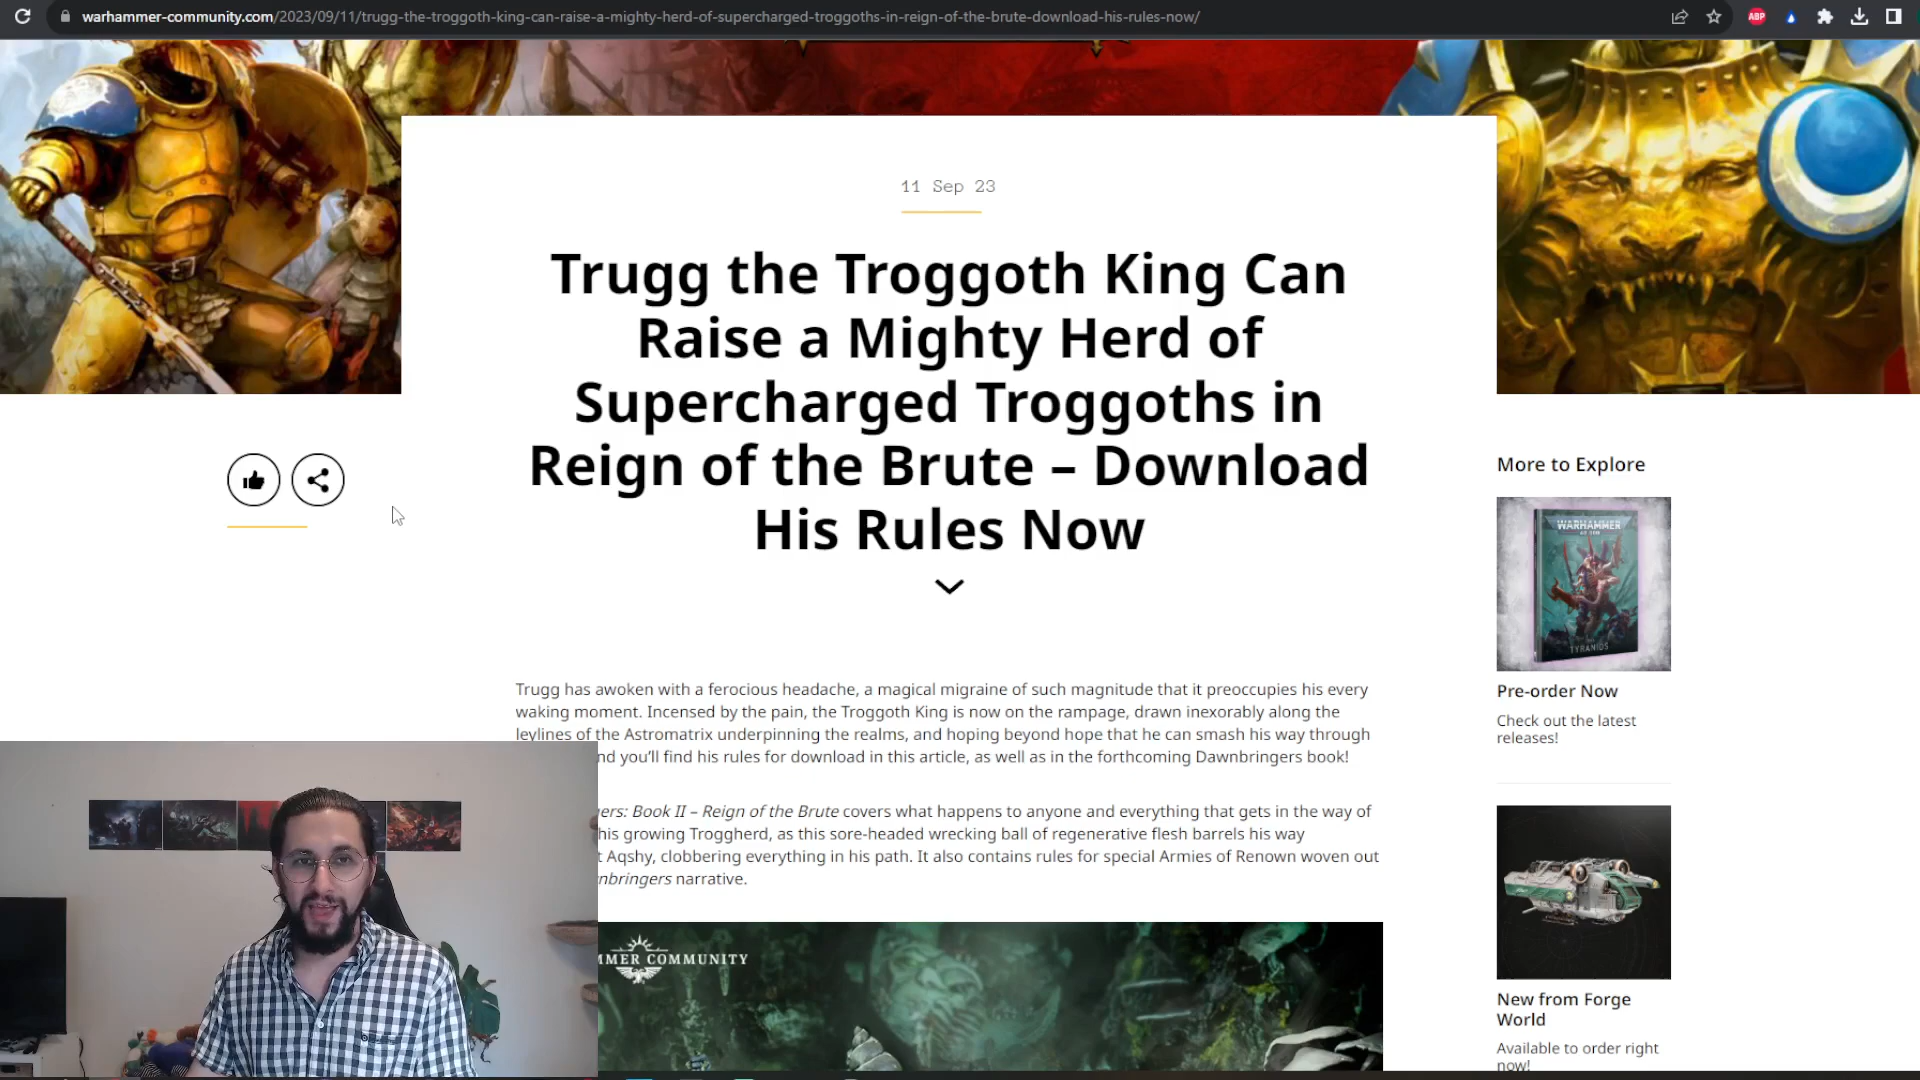 warhammer-community.com/2023/09/11/trugg-the-troggoth-king-can-raise-a-mighty-herd-of-supercharged-troggoths-in-reign-of-the-brute-download-his-rules-now/
ABP
11 Sep 23
Trugg the Troggoth King Can
Raise a Mighty Herd of
Supercharged Troggoths in
Reign of the Brute – Download
His Rules Now
Trugg has awoken with a ferocious headache, a magical migraine of such magnitude that it preoccupies his every
waking moment. Incensed by the pain, the Troggoth King is now on the rampage, drawn inexorably along the
leylines of the Astromatrix underpinning the realms, and hoping beyond hope that he can smash his way through
nd you'll find his rules for download in this article, as well as in the forthcoming Dawnbringers book!
ers: Book II – Reign of the Brute covers what happens to anyone and everything that gets in the way of
his growing Troggherd, as this sore-headed wrecking ball of regenerative flesh barrels his way
t Aqshy, clobbering everything in his path. It also contains rules for special Armies of Renown woven out
nbringers narrative.
MMER COMMUNITY
More to Explore
WARHAMMER
TYRANIDS
Pre-order Now
Check out the latest
releases!
New from Forge
World
Available to order right
now!